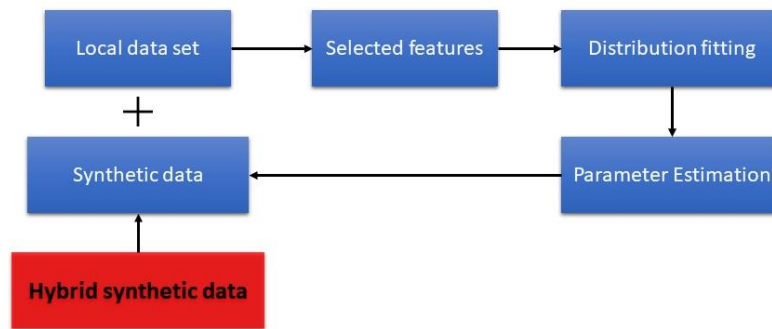 Local data set
Selected features
Distribution fitting
+
Synthetic data
Parameter Estimation
Hybrid synthetic data